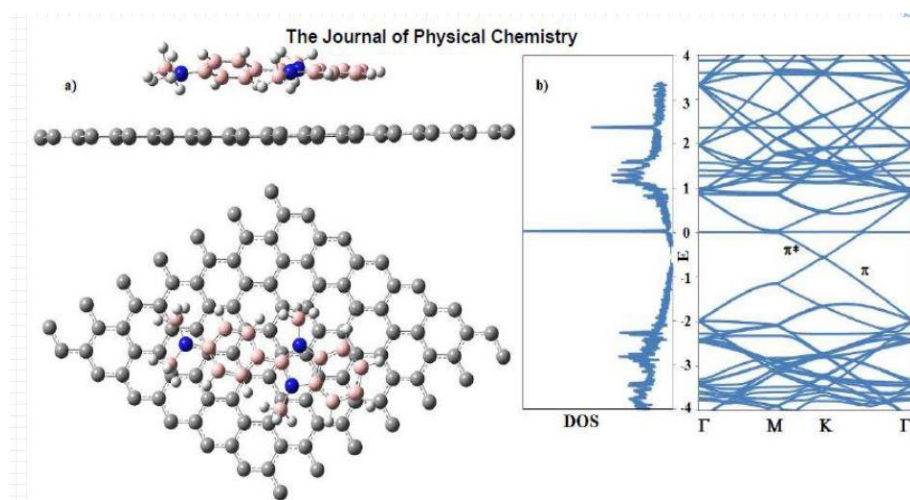 The Journal of Physical Chemistry
a)
b)
4
3
2
1
0
-1
-2
-3
-4
E
π*
π
DOS
Γ
M
K
Γ